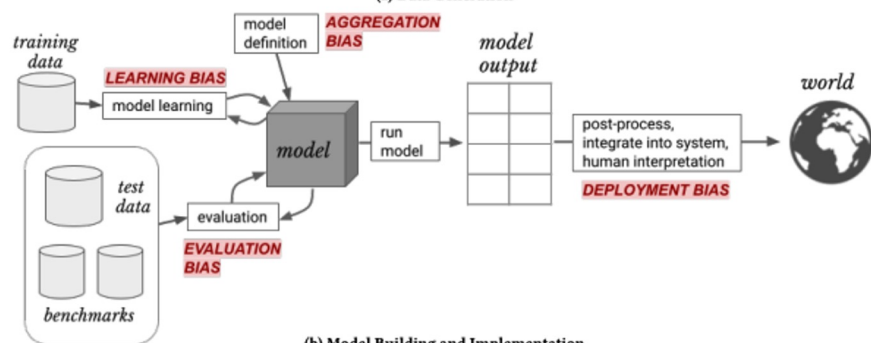 model
definition
AGGREGATION
BIAS
training
data
LEARNING BIAS
model learning
model
output
world
model
run
model
post-process,
integrate into system,
human interpretation
DEPLOYMENT BIAS
test
data
evaluation
EVALUATION
BIAS
benchmarks
(b) Model Building and Implementation